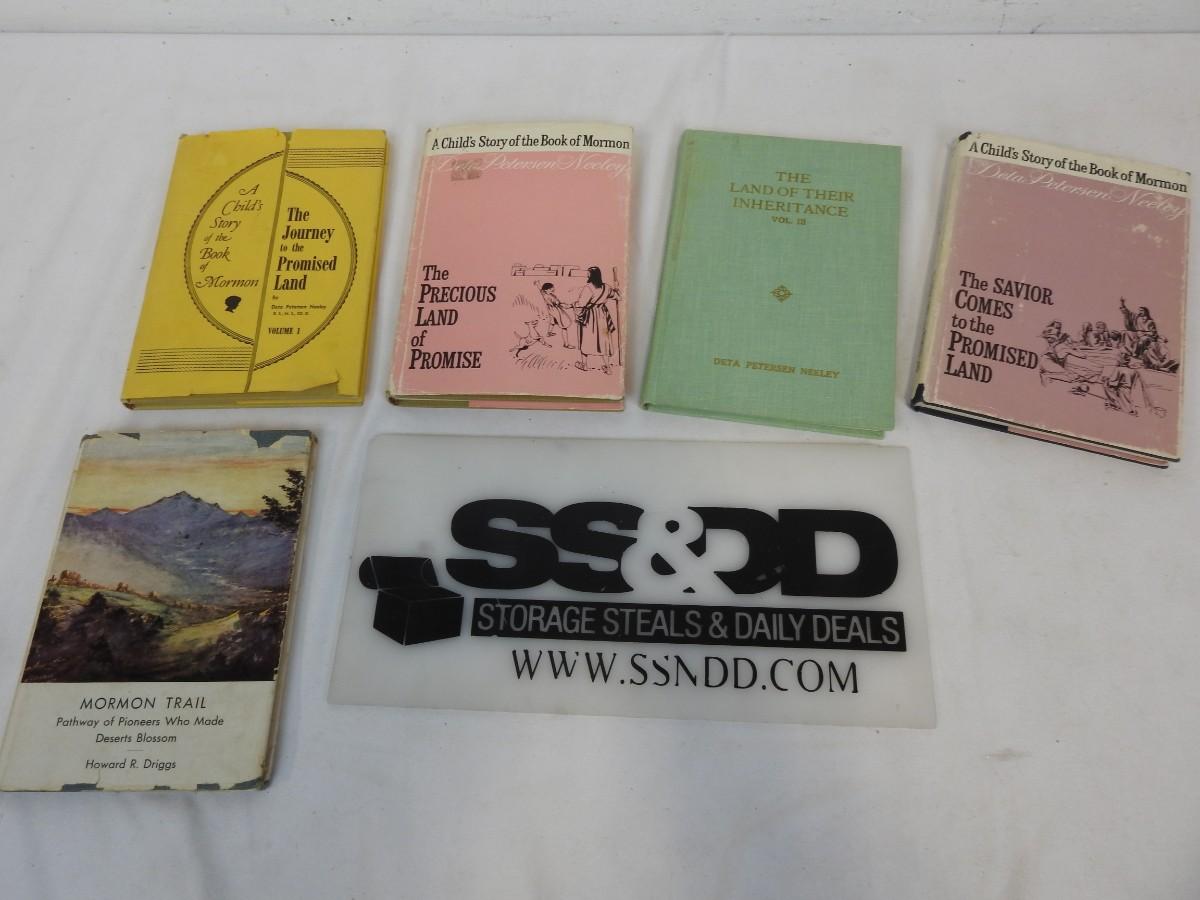 A
Child's
Story
of the
Book
of
Mormon
The
Journey
to the
Promised
Land
By
Deta Petersen Neeley
B. S., M. S., ED. D.
VOLUME 1
A Child's Story of the Book of Mormon
Deta Petersen Neeley
The
PRECIOUS
LAND
of
PROMISE
THE
LAND OF THEIR
INHERITANCE
VOL. III
DETA PETERSEN NEELEY
A Child's Story of the Book of Mormon
Deta Petersen Neeley
The SAVIOR
COMES
to the
PROMISED
LAND
MORMON TRAIL
Pathway of Pioneers Who Made
Deserts Blossom
Howard R. Driggs
SS&DD
STORAGE STEALS & DAILY DEALS
WWW.SSNDD.COM